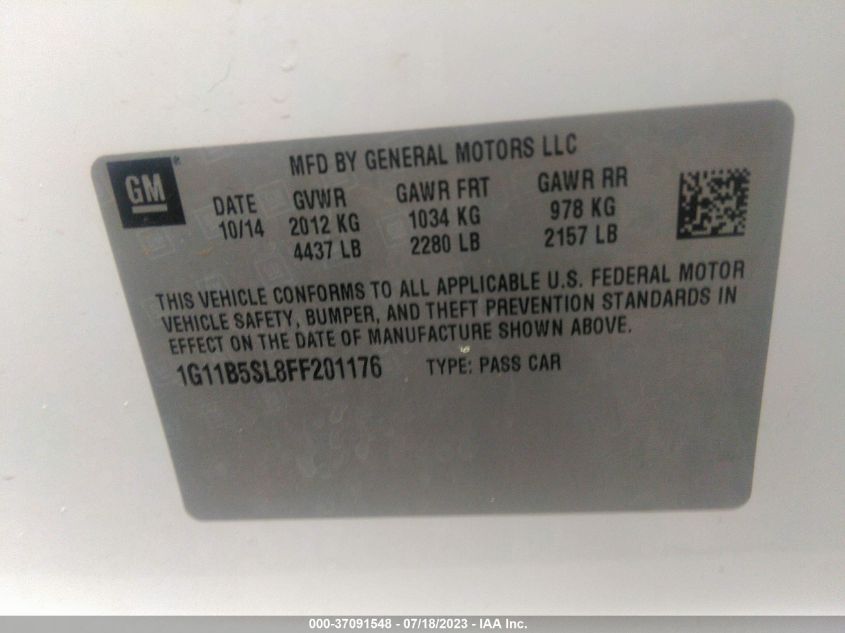 GM®
MFD BY GENERAL MOTORS LLC
DATE GVWR GAWR FRT GAWR RR
10/14 2012 KG 1034 KG 978 KG
4437 LB 2280 LB 2157 LB
THIS VEHICLE CONFORMS TO ALL APPLICABLE U.S. FEDERAL MOTOR
VEHICLE SAFETY, BUMPER, AND THEFT PREVENTION STANDARDS IN
EFFECT ON THE DATE OF MANUFACTURE SHOWN ABOVE.
1G11B5SL8FF201176 TYPE: PASS CAR
000-37091548 - 07/18/2023 - IAA Inc.